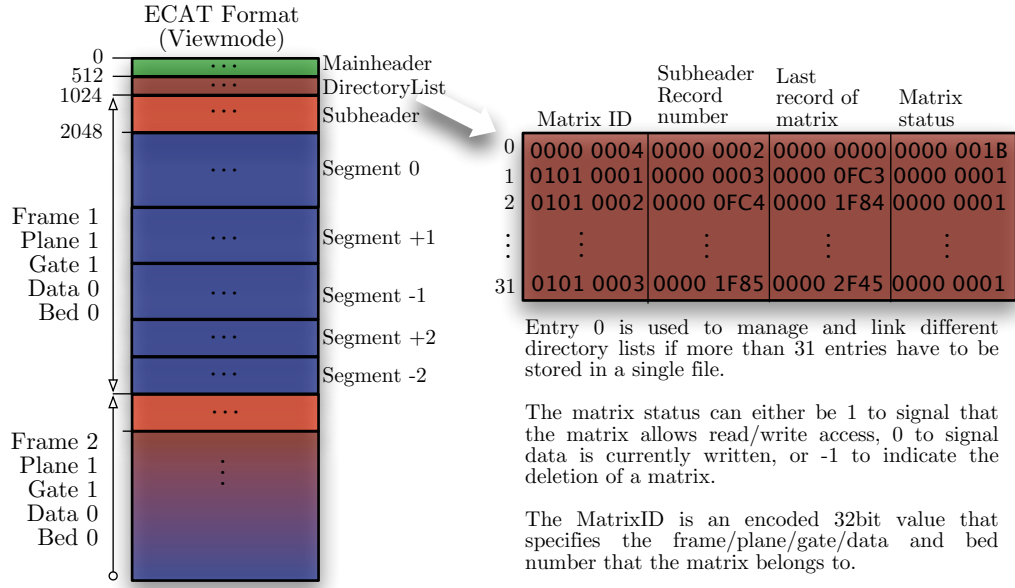 ECAT Format
(Viewmode)
0
512
1024
2048
Mainheader
DirectoryList
Subheader
Segment 0
Segment +1
Segment -1
Segment +2
Segment -2
Frame 1
Plane 1
Gate 1
Data 0
Bed 0
Frame 2
Plane 1
Gate 1
Data 0
Bed 0
Matrix ID
Subheader
Record
number
Last
record of
matrix
Matrix
status
0 0000 0004 0000 0002 0000 0000 0000 001B
1 0101 0001 0000 0003 0000 0FC3 0000 0001
2 0101 0002 0000 0FC4 0000 1F84 0000 0001
31 0101 0003 0000 1F85 0000 2F45 0000 0001
Entry 0 is used to manage and link different
directory lists if more than 31 entries have to be
stored in a single file.
The matrix status can either be 1 to signal that
the matrix allows read/write access, 0 to signal
data is currently written, or -1 to indicate the
deletion of a matrix.
The MatrixID is an encoded 32bit value that
specifies the frame/plane/gate/data and bed
number that the matrix belongs to.